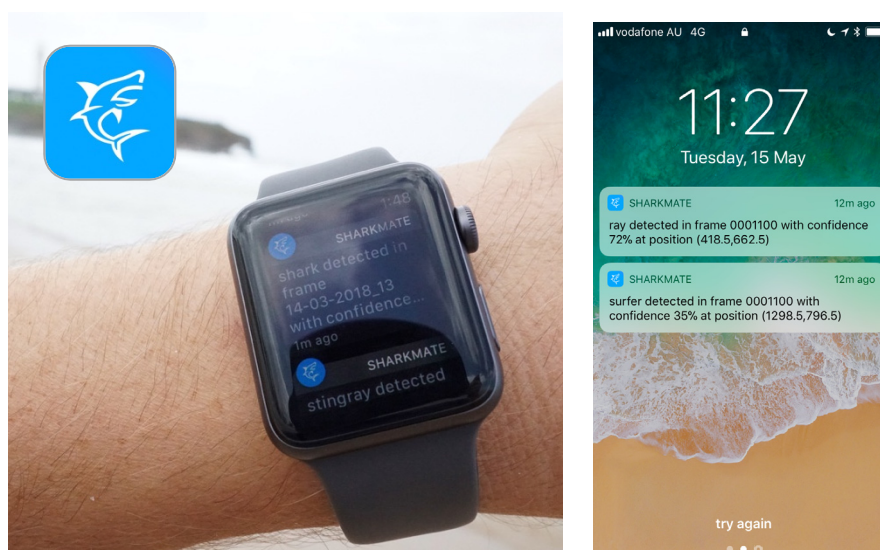 1:48
SHARKMATE
shark detected in
frame
14-03-2018_13
with confidence...
1m ago
SHARKMATE
stingray detected
vodafone AU 4G
11:27
Tuesday, 15 May
SHARKMATE 12m ago
ray detected in frame 0001100 with confidence
72% at position (418.5,662.5)
SHARKMATE 12m ago
surfer detected in frame 0001100 with
confidence 35% at position (1298.5,796.5)
try again